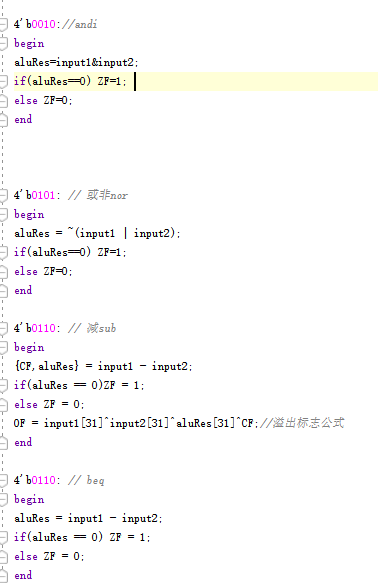 4'b0010://andi
begin
aluRes=input1&input2;
if(aluRes==0) ZF=1;
else ZF=0;
end
4'b0101: // 或非nor
begin
aluRes = ~(input1 | input2);
if(aluRes==0) ZF=1;
else ZF=0;
end
4'b0110: // 减sub
begin
{CF,aluRes} = input1 - input2;
if(aluRes == 0)ZF = 1;
else ZF = 0;
OF = input1[31]^input2[31]^aluRes[31]^CF;//溢出标志公式
end
4'b0110: // beq
begin
aluRes = input1 - input2;
if(aluRes == 0) ZF = 1;
else ZF = 0;
end